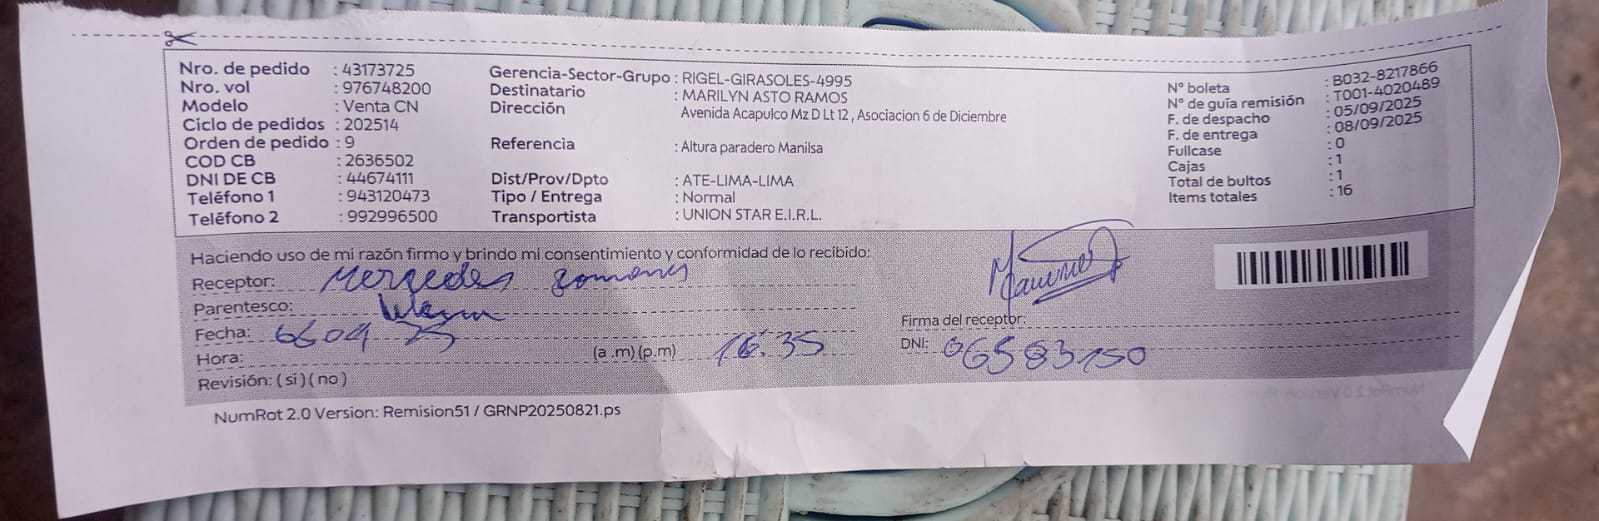 Nro. de pedido : 43173725
Nro. vol : 976748200
Modelo : Venta CN
Ciclo de pedidos : 202514
Orden de pedido : 9
COD CB : 2636502
DNI DE CB : 44674111
Teléfono 1 : 943120473
Teléfono 2 : 992996500
Gerencia-Sector-Grupo : RIGEL-GIRASOLES-4995
Destinatario : MARILYN ASTO RAMOS
Dirección Avenida Acapulco Mz D Lt 12 , Asociacion 6 de Diciembre
Referencia : Altura paradero Manilsa
Dist/Prov/Dpto : ATE-LIMA-LIMA
Tipo / Entrega : Normal
Transportista : UNION STAR E.I.R.L.
N° boleta : B032-8217866
N° de guía remisión : T001-4020489
F. de despacho : 05/09/2025
F. de entrega : 08/09/2025
Fullcase : 0
Cajas : 1
Total de bultos : 1
Items totales : 16
Haciendo uso de mi razón firmo y brindo mi consentimiento y conformidad de lo recibido:
Receptor: Mercedes
Parentesco:
Fecha:
Hora: (a .m) (p.m) 16:35
Revisión: ( si ) ( no )
Firma del receptor:
DNI: 06583150
NumRot 2.0 Version: Remision51 / GRNP20250821.ps